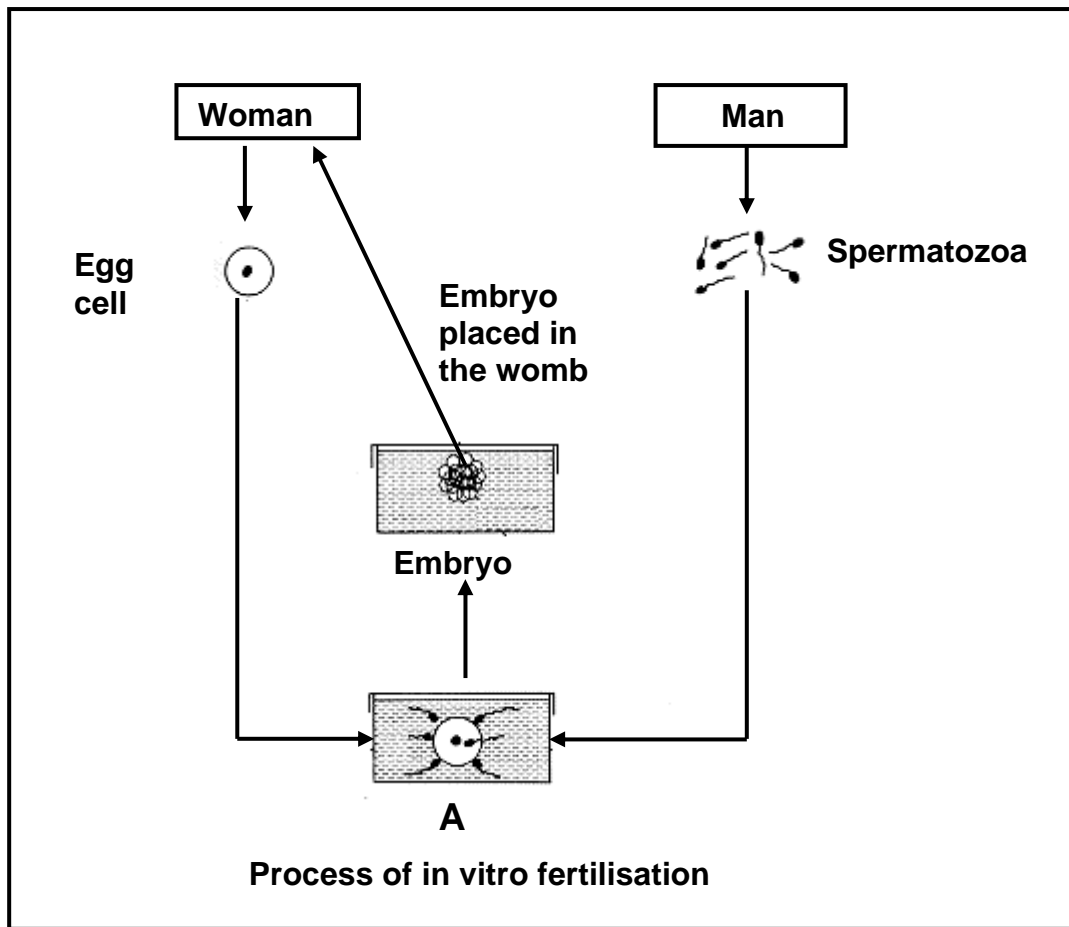 Woman
Man
Egg
cell
Spermatozoa
Embryo
placed in
the womb
Embryo
A
Process of in vitro fertilisation